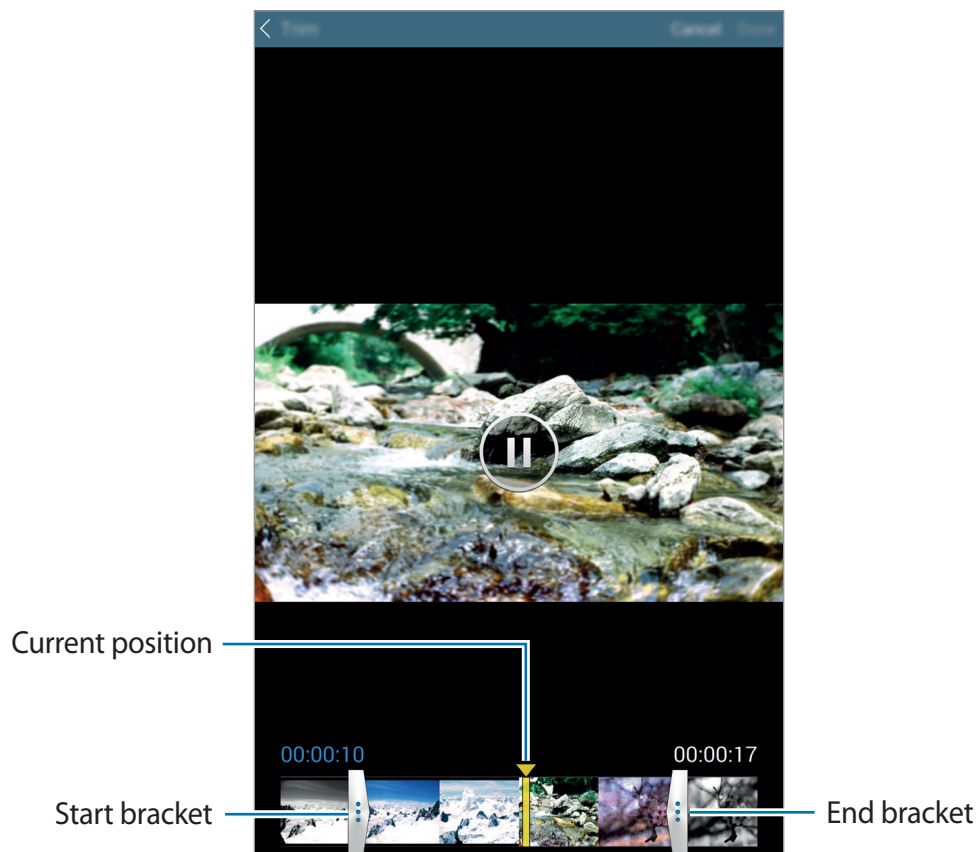 Trim
Cancel Done
Current position
00:00:10 00:00:17
Start bracket
End bracket